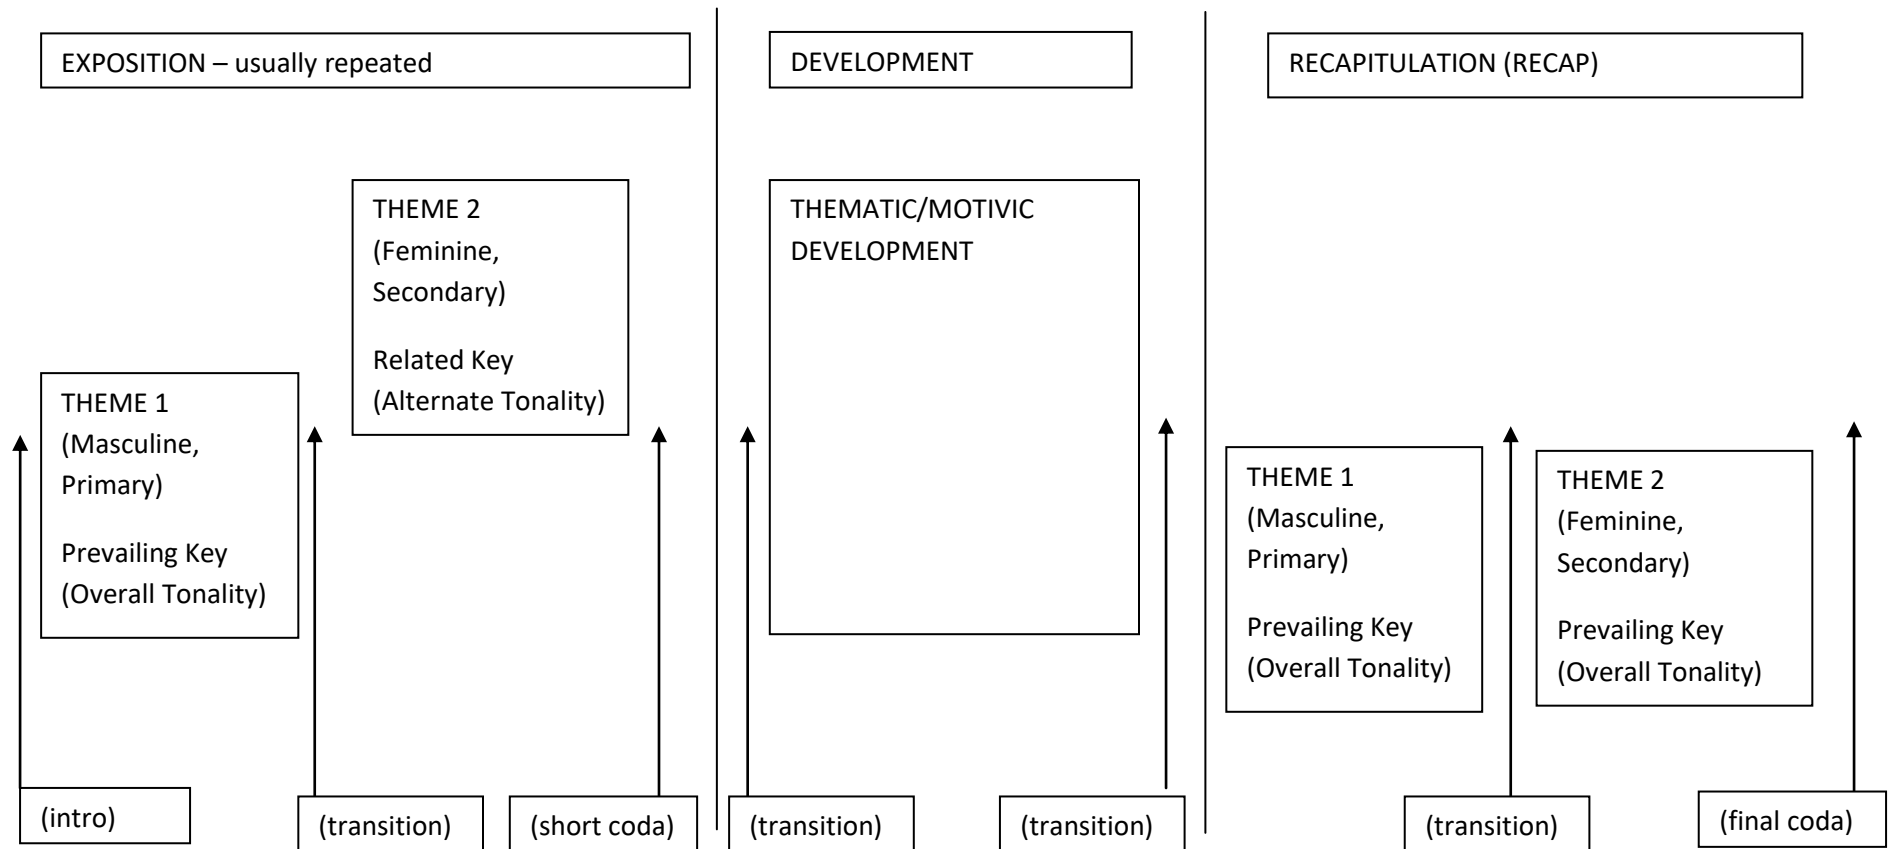 EXPOSITION – usually repeated
THEME 1
(Masculine,
Primary)
Prevailing Key
(Overall Tonality)
THEME 2
(Feminine,
Secondary)
Related Key
(Alternate Tonality)
(intro)
(transition)
(short coda)
DEVELOPMENT
THEMATIC/MOTIVIC
DEVELOPMENT
(transition)
(transition)
RECAPITULATION (RECAP)
THEME 1
(Masculine,
Primary)
Prevailing Key
(Overall Tonality)
THEME 2
(Feminine,
Secondary)
Prevailing Key
(Overall Tonality)
(transition)
(final coda)